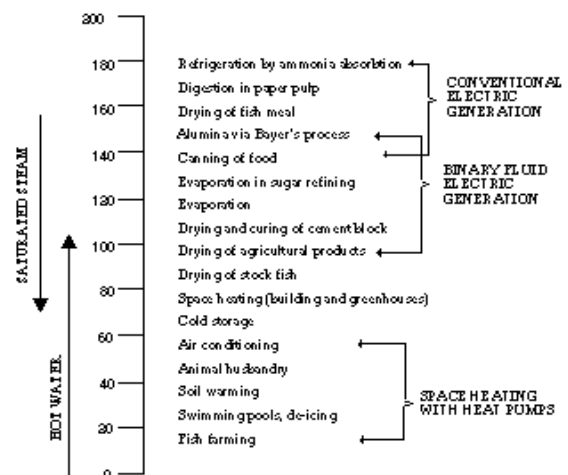 200
180
160
140
120
100
80
60
40
20
0
SATURATED STEAM
HOT WATER
Refrigeration by ammonia absorbtion
Digestion in paper pulp
Drying of fish meal
Alumina via Bayer's process
Canning of food
Evaporation in sugar refining
Evaporation
Drying and curing of cement block
Drying of agricultural products
Drying of stock fish
Space heating (building and greenhouses)
Cold storage
Air conditioning
Animal husbandry
Soil warming
Swimming pools, de-icing
Fish farming
CONVENTIONAL
ELECTRIC
GENERATION
BINARY FLUID
ELECTRIC
GENERATION
SPACE HEATING
WITH HEAT PUMPS